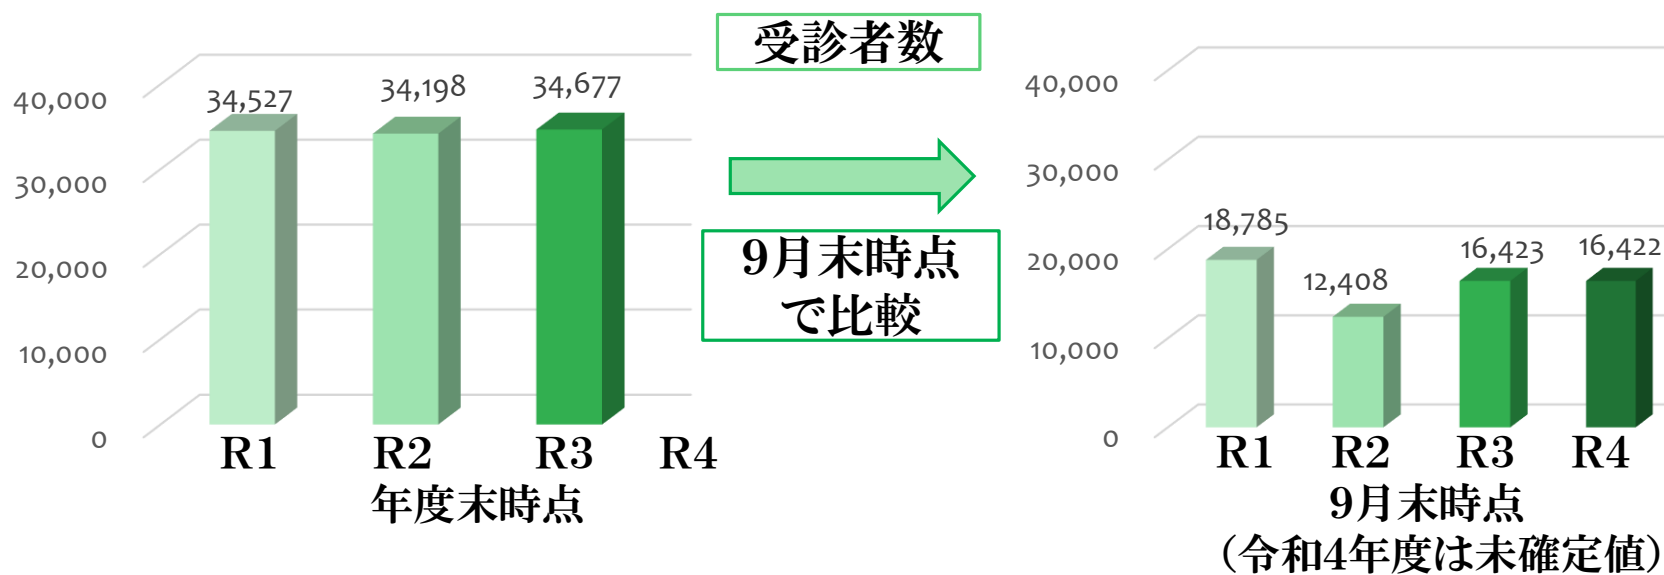 受診者数
40,000
30,000
20,000
10,000
0
34,527
34,198
34,677
R1 R2 R3 R4
年度末時点
9月末時点
で比較
40,000
30,000
20,000
10,000
0
18,785
12,408
16,423
16,422
R1 R2 R3 R4
9月末時点
（令和4年度は未確定値）